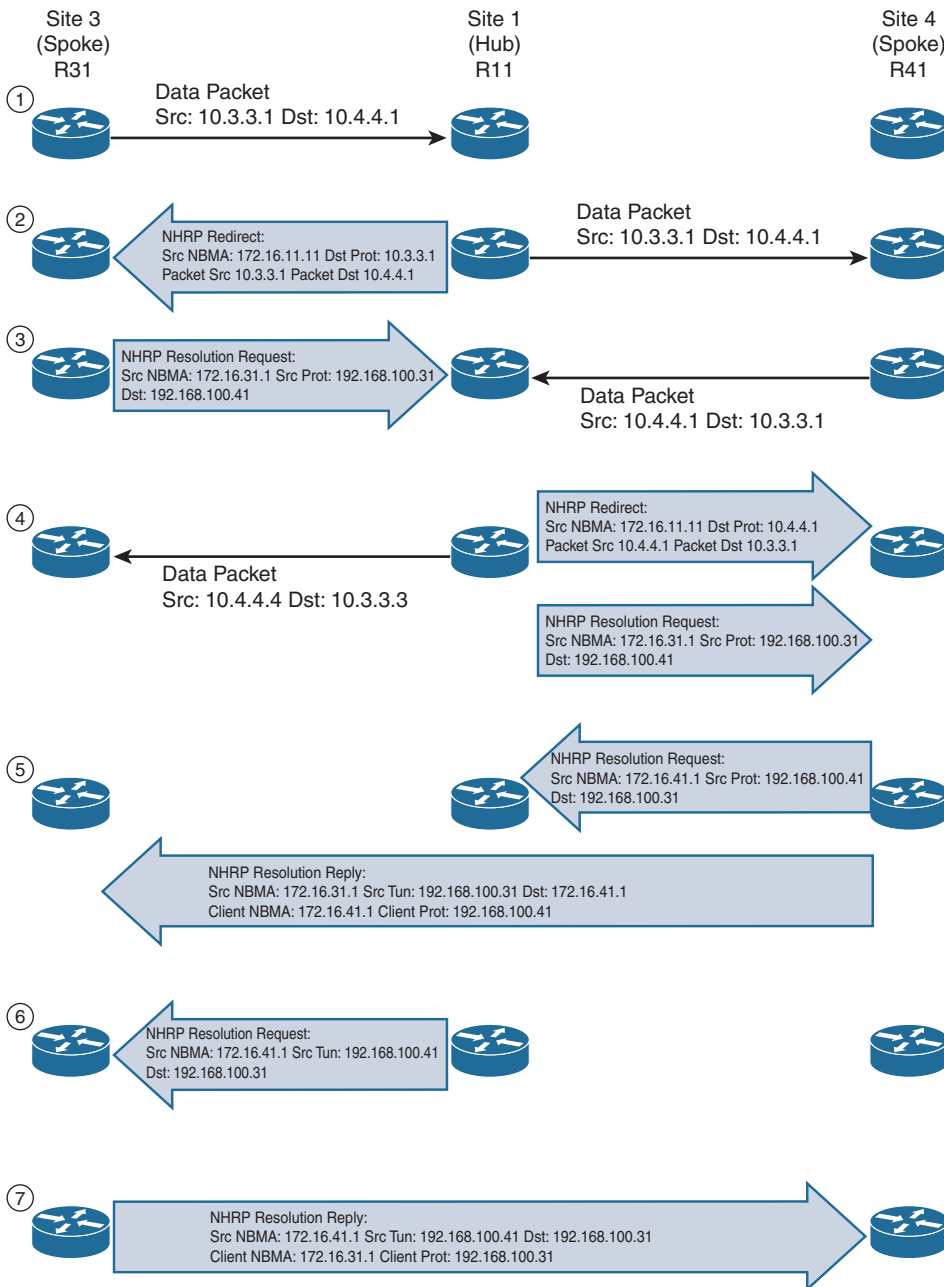 Site 3
(Spoke)
R31
Site 1
(Hub)
R11
Site 4
(Spoke)
R41
1
Data Packet
Src: 10.3.3.1 Dst: 10.4.4.1
2
NHRP Redirect:
Src NBMA: 172.16.11.11 Dst Prot: 10.3.3.1
Packet Src 10.3.3.1 Packet Dst 10.4.4.1
Data Packet
Src: 10.3.3.1 Dst: 10.4.4.1
3
NHRP Resolution Request:
Src NBMA: 172.16.31.1 Src Prot: 192.168.100.31
Dst: 192.168.100.41
Data Packet
Src: 10.4.4.1 Dst: 10.3.3.1
4
Data Packet
Src: 10.4.4.4 Dst: 10.3.3.3
NHRP Redirect:
Src NBMA: 172.16.11.11 Dst Prot: 10.4.4.1
Packet Src 10.4.4.1 Packet Dst 10.3.3.1
NHRP Resolution Request:
Src NBMA: 172.16.31.1 Src Prot: 192.168.100.31
Dst: 192.168.100.41
5
NHRP Resolution Request:
Src NBMA: 172.16.41.1 Src Prot: 192.168.100.41
Dst: 192.168.100.31
NHRP Resolution Reply:
Src NBMA: 172.16.31.1 Src Tun: 192.168.100.31 Dst: 172.16.41.1
Client NBMA: 172.16.41.1 Client Prot: 192.168.100.41
6
NHRP Resolution Request:
Src NBMA: 172.16.41.1 Src Tun: 192.168.100.41
Dst: 192.168.100.31
7
NHRP Resolution Reply:
Src NBMA: 172.16.41.1 Src Tun: 192.168.100.41 Dst: 192.168.100.31
Client NBMA: 172.16.31.1 Client Prot: 192.168.100.31